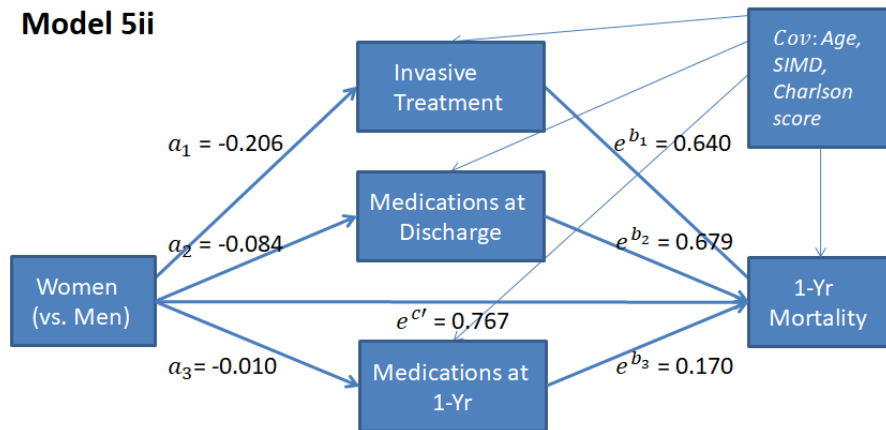 Model 5ii
Invasive
Treatment
Cov: Age,
SIMD,
Charlson
score
a₁ = -0.206
e^{b₁} = 0.640
Medications at
Discharge
a₂ = -0.084
e^{b₂} = 0.679
Women
(vs. Men)
1-Yr
Mortality
e^{c′} = 0.767
a₃= -0.010
Medications at
1-Yr
e^{b₃} = 0.170